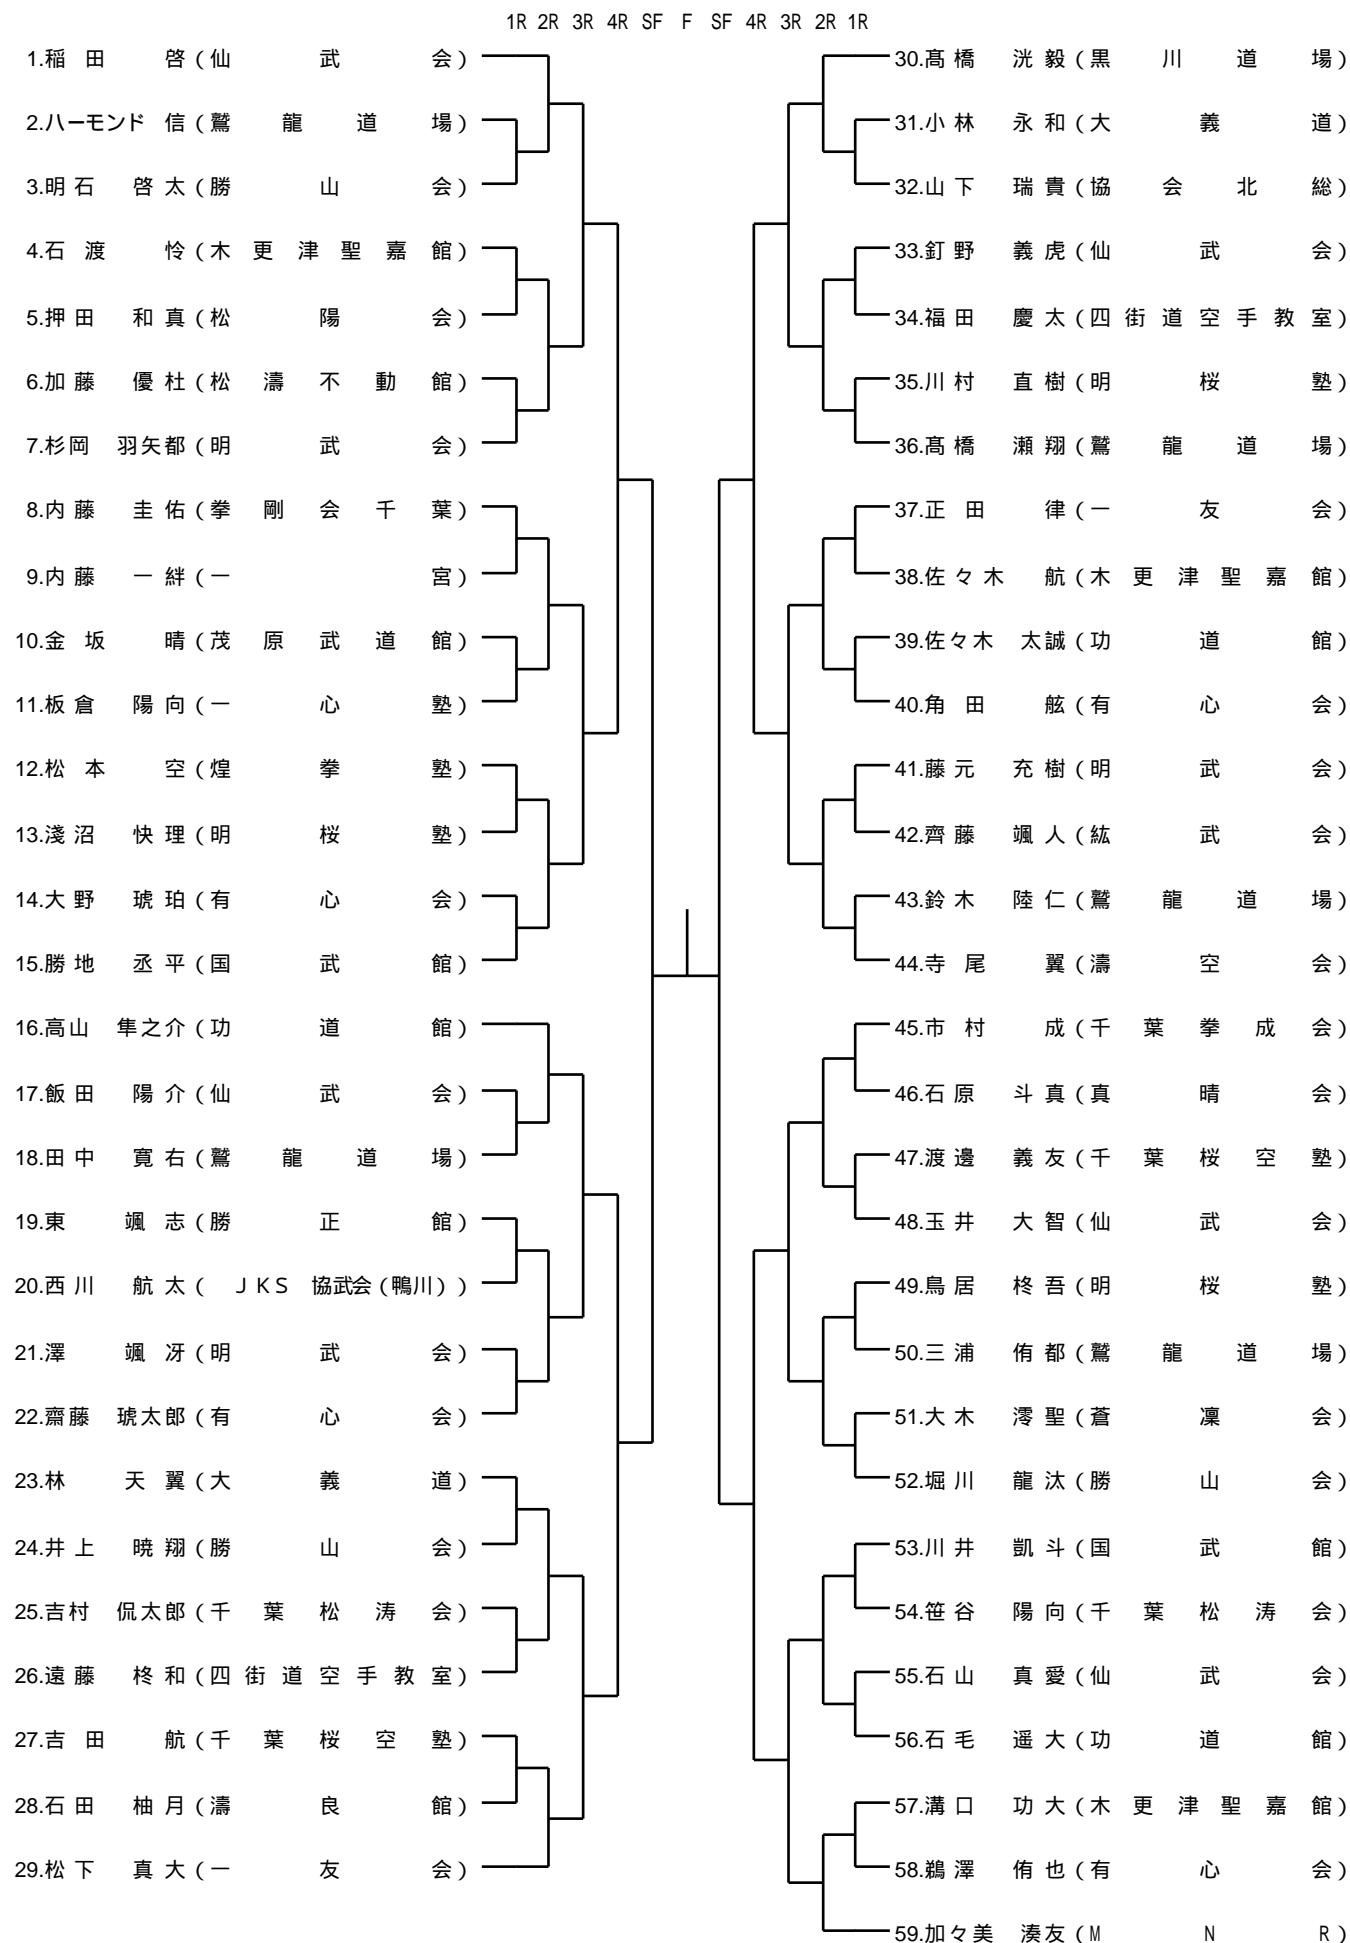 1R 2R 3R 4R SF F SF 4R 3R 2R 1R
1.稲田 啓(仙武会)
2.ハーモンド 信(鷲龍道場)
3.明石 啓太(勝山会)
4.石渡 怜(木更津聖嘉館)
5.押田 和真(松陽会)
6.加藤 優杜(松濤不動館)
7.杉岡 羽矢都(明武会)
8.内藤 圭佑(拳剛会千葉)
9.内藤 一絆(一宮)
10.金坂 晴(茂原武道館)
11.板倉 陽向(一心塾)
12.松本 空(煌拳塾)
13.淺沼 快理(明桜塾)
14.大野 琥珀(有心会)
15.勝地 丞平(国武館)
16.高山 隼之介(功道館)
17.飯田 陽介(仙武会)
18.田中 寛右(鷲龍道場)
19.東 颯志(勝正館)
20.西川 航太(JKS 協武会(鴨川))
21.澤 颯冴(明武会)
22.齋藤 琥太郎(有心会)
23.林 天翼(大義道)
24.井上 暁翔(勝山会)
25.吉村 侃太郎(千葉松涛会)
26.遠藤 柊和(四街道空手教室)
27.吉田 航(千葉桜空塾)
28.石田 柚月(濤良館)
29.松下 真大(一友会)
30.髙橋 洸毅(黒川道場)
31.小林 永和(大義道)
32.山下 瑞貴(協会北総)
33.釘野 義虎(仙武会)
34.福田 慶太(四街道空手教室)
35.川村 直樹(明桜塾)
36.髙橋 瀬翔(鷲龍道場)
37.正田 律(一友会)
38.佐々木 航(木更津聖嘉館)
39.佐々木 太誠(功道館)
40.角田 舷(有心会)
41.藤元 充樹(明武会)
42.齊藤 颯人(紘武会)
43.鈴木 陸仁(鷲龍道場)
44.寺尾 翼(濤空会)
45.市村 成(千葉拳成会)
46.石原 斗真(真晴会)
47.渡邊 義友(千葉桜空塾)
48.玉井 大智(仙武会)
49.鳥居 柊吾(明桜塾)
50.三浦 侑都(鷲龍道場)
51.大木 澪聖(蒼凜会)
52.堀川 龍汰(勝山会)
53.川井 凱斗(国武館)
54.笹谷 陽向(千葉松涛会)
55.石山 真愛(仙武会)
56.石毛 遥大(功道館)
57.溝口 功大(木更津聖嘉館)
58.鵜澤 侑也(有心会)
59.加々美 湊友(MNR)